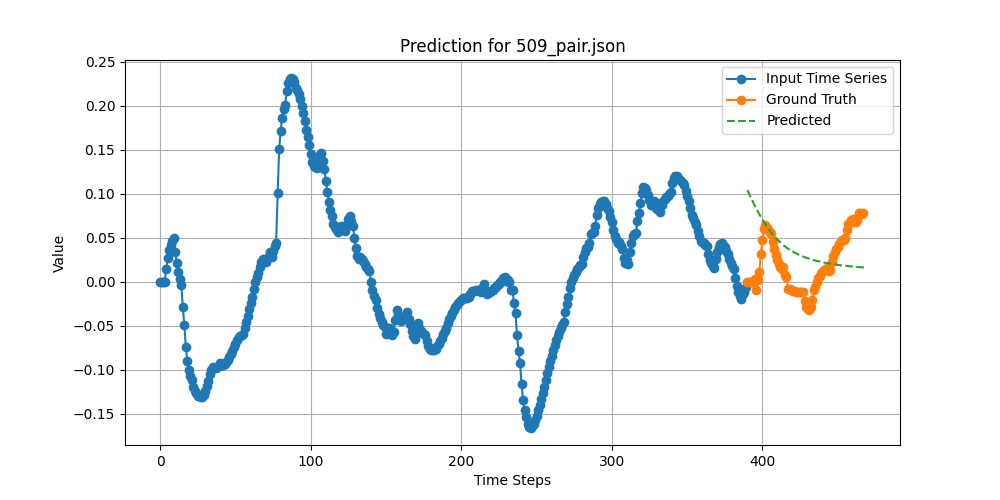 Prediction for 509_pair.json
Input Time Series
Ground Truth
Predicted
0.25
0.20
0.15
0.10
0.05
0.00
−0.05
−0.10
−0.15
Value
0 100 200 300 400
Time Steps